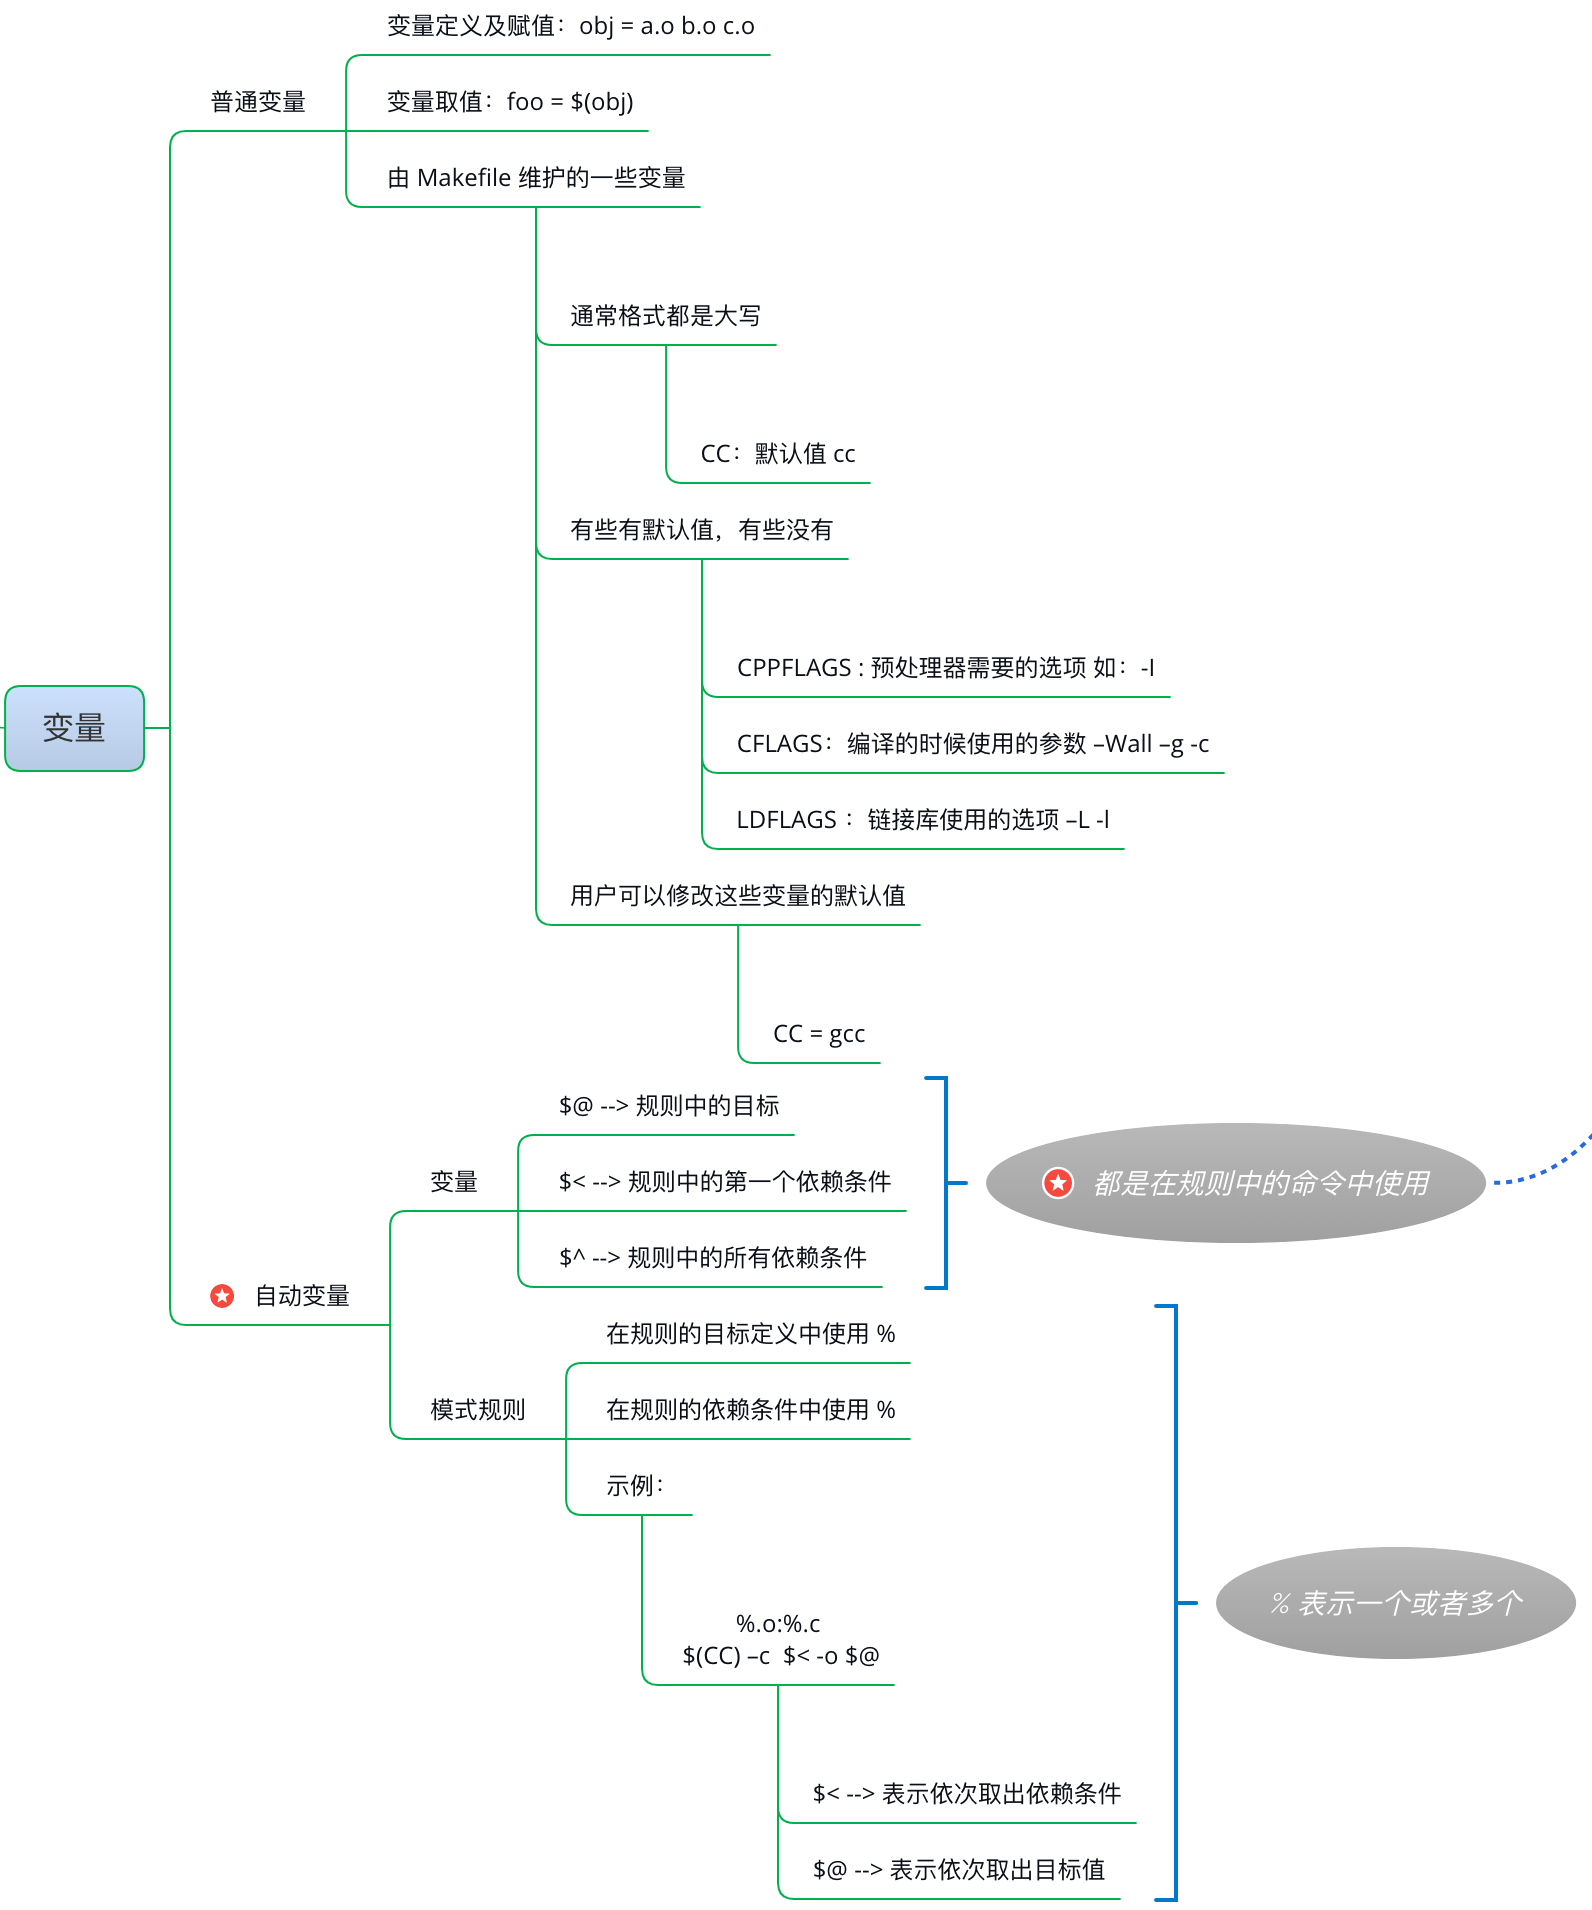 变量定义及赋值：obj = a.o b.o c.o
普通变量
变量取值：foo = $(obj)
由 Makefile 维护的一些变量
通常格式都是大写
CC：默认值 cc
有些有默认值，有些没有
CPPFLAGS : 预处理器需要的选项 如：-I
变量
CFLAGS：编译的时候使用的参数 –Wall –g -c
LDFLAGS ：链接库使用的选项 –L -l
用户可以修改这些变量的默认值
CC = gcc
$@ --> 规则中的目标
变量
$< --> 规则中的第一个依赖条件
都是在规则中的命令中使用
$^ --> 规则中的所有依赖条件
自动变量
在规则的目标定义中使用 %
模式规则
在规则的依赖条件中使用 %
示例：
%.o:%.c
$(CC) –c  $< -o $@
% 表示一个或者多个
$< --> 表示依次取出依赖条件
$@ --> 表示依次取出目标值